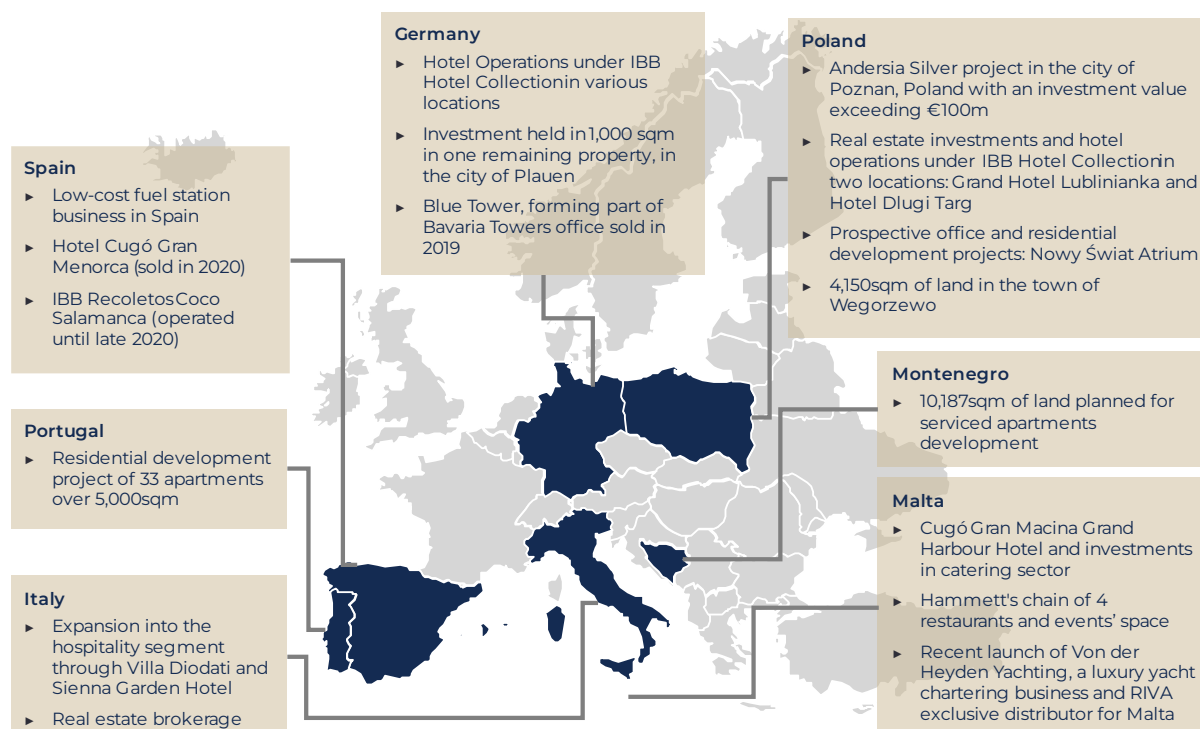 Germany
► Hotel Operations under IBB
Hotel Collectionin various
locations
► Investment held in 1,000 sqm
in one remaining property, in
the city of Plauen
► Blue Tower, forming part of
Bavaria Towers office sold in
2019
Poland
► Andersia Silver project in the city of
Poznan, Poland with an investment value
exceeding €100m
► Real estate investments and hotel
operations under IBB Hotel Collectionin
two locations: Grand Hotel Lublinianka and
Hotel Dlugi Targ
► Prospective office and residential
development projects: Nowy Świat Atrium
► 4,150sqm of land in the town of
Wegorzewo
Spain
► Low-cost fuel station
business in Spain
► Hotel Cugó Gran
Menorca (sold in 2020)
► IBB Recoletos Coco
Salamanca (operated
until late 2020)
Montenegro
► 10,187sqm of land planned for
serviced apartments
development
Portugal
► Residential development
project of 33 apartments
over 5,000sqm
Malta
► Cugó Gran Macina Grand
Harbour Hotel and investments
in catering sector
► Hammett's chain of 4
restaurants and events' space
► Recent launch of Von der
Heyden Yachting, a luxury yacht
chartering business and RIVA
exclusive distributor for Malta
Italy
► Expansion into the
hospitality segment
through Villa Diodati and
Sienna Garden Hotel
► Real estate brokerage